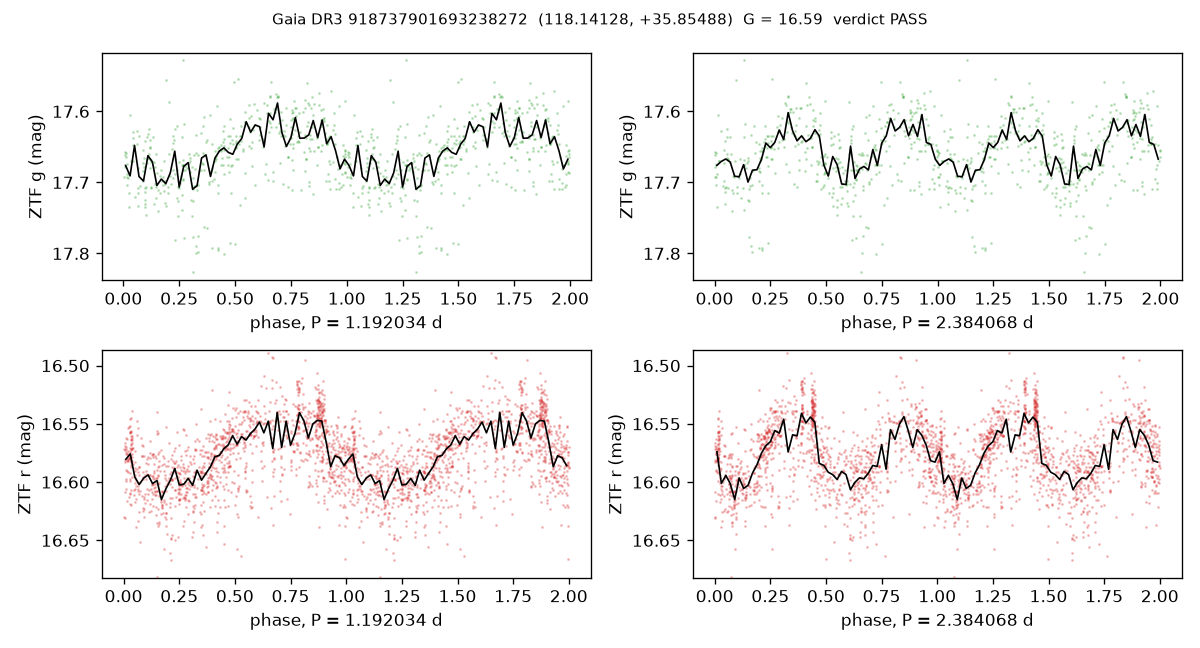 Gaia DR3 918737901693238272 (118.14128, +35.85488) G = 16.59 verdict PASS
ZTF g (mag)
17.6
17.7
17.8
0.00 0.25 0.50 0.75 1.00 1.25 1.50 1.75 2.00
phase, P = 1.192034 d
ZTF g (mag)
17.6
17.7
17.8
0.00 0.25 0.50 0.75 1.00 1.25 1.50 1.75 2.00
phase, P = 2.384068 d
ZTF r (mag)
16.50
16.55
16.60
16.65
0.00 0.25 0.50 0.75 1.00 1.25 1.50 1.75 2.00
phase, P = 1.192034 d
ZTF r (mag)
16.50
16.55
16.60
16.65
0.00 0.25 0.50 0.75 1.00 1.25 1.50 1.75 2.00
phase, P = 2.384068 d